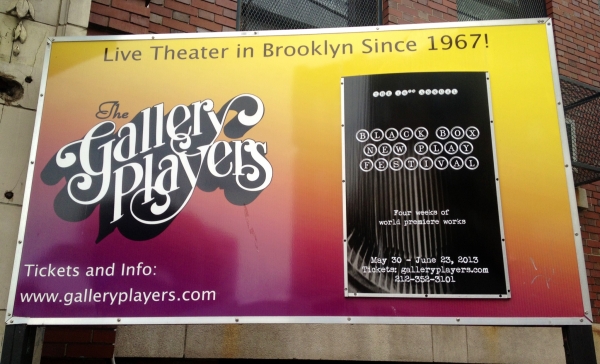 Live Theater in Brooklyn Since 1967!
The
Gallery
Players
Tickets and Info:
www.galleryplayers.com
BLACK BOX
NEW PLAY
FESTIVAL
Four weeks of
world premiere works
May 30 - June 23, 2013
Tickets: galleryplayers.com
212-352-3101